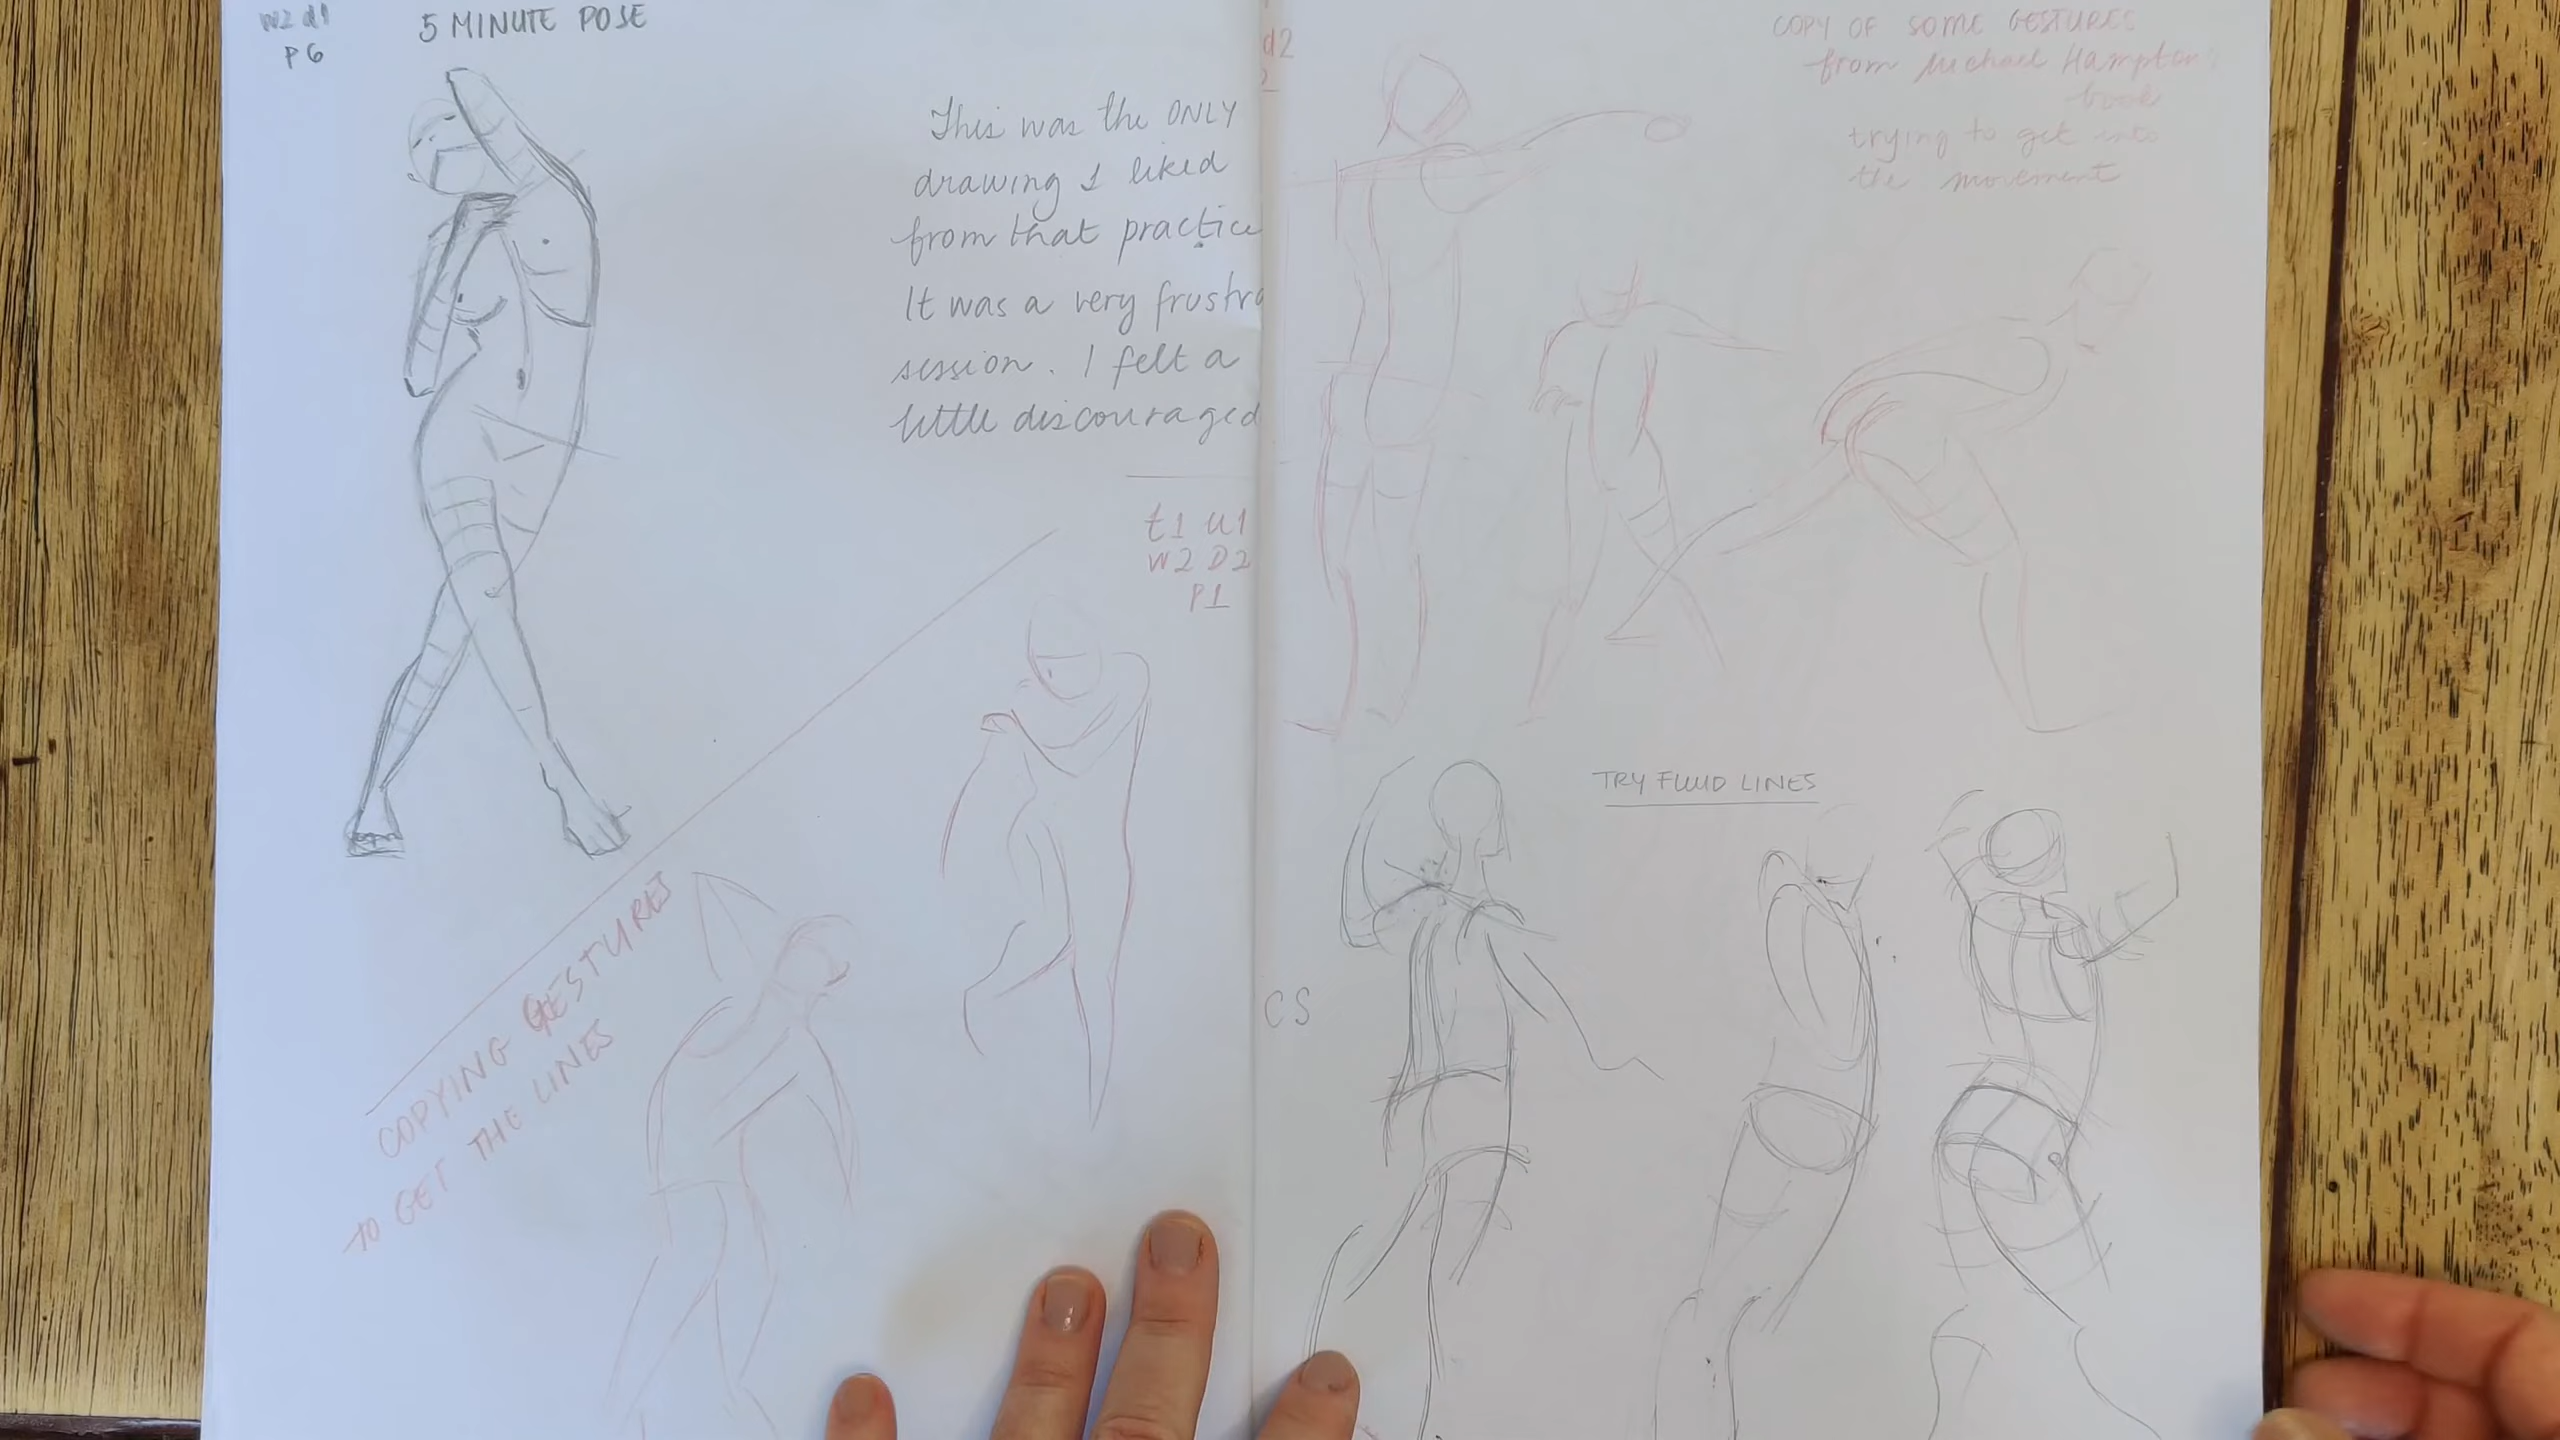 w2 d1
P 6
5 MINUTE POSE
This was the ONLY
drawing I liked
from that practice
It was a very frustra
session. I felt a
little discouraged
t1 u1
W2 D2
P1
COPYING GESTURES
to GET THE LINES
d2
COPY OF SOME GESTURES
from Michael Hampton
book
trying to get into
the movement
TRY FLUID LINES
CS